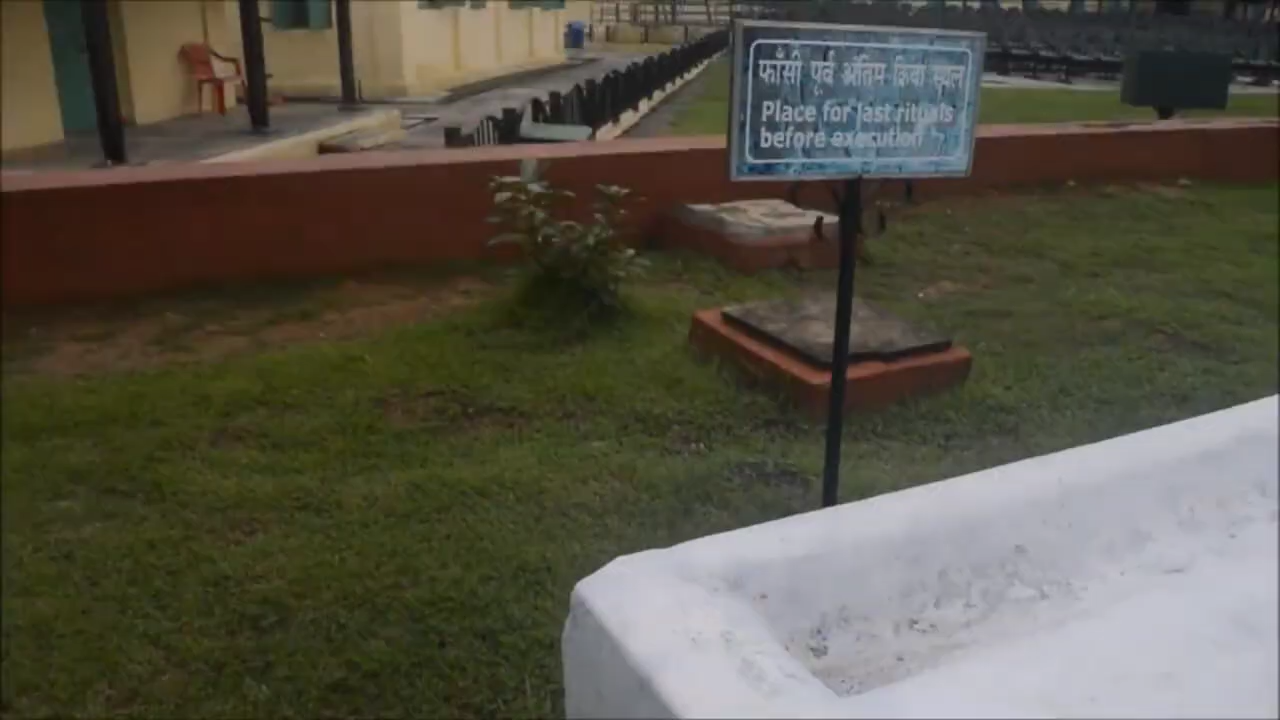 फाँसी पूर्व अंतिम क्रिया स्थल
Place for last rituals
before execution